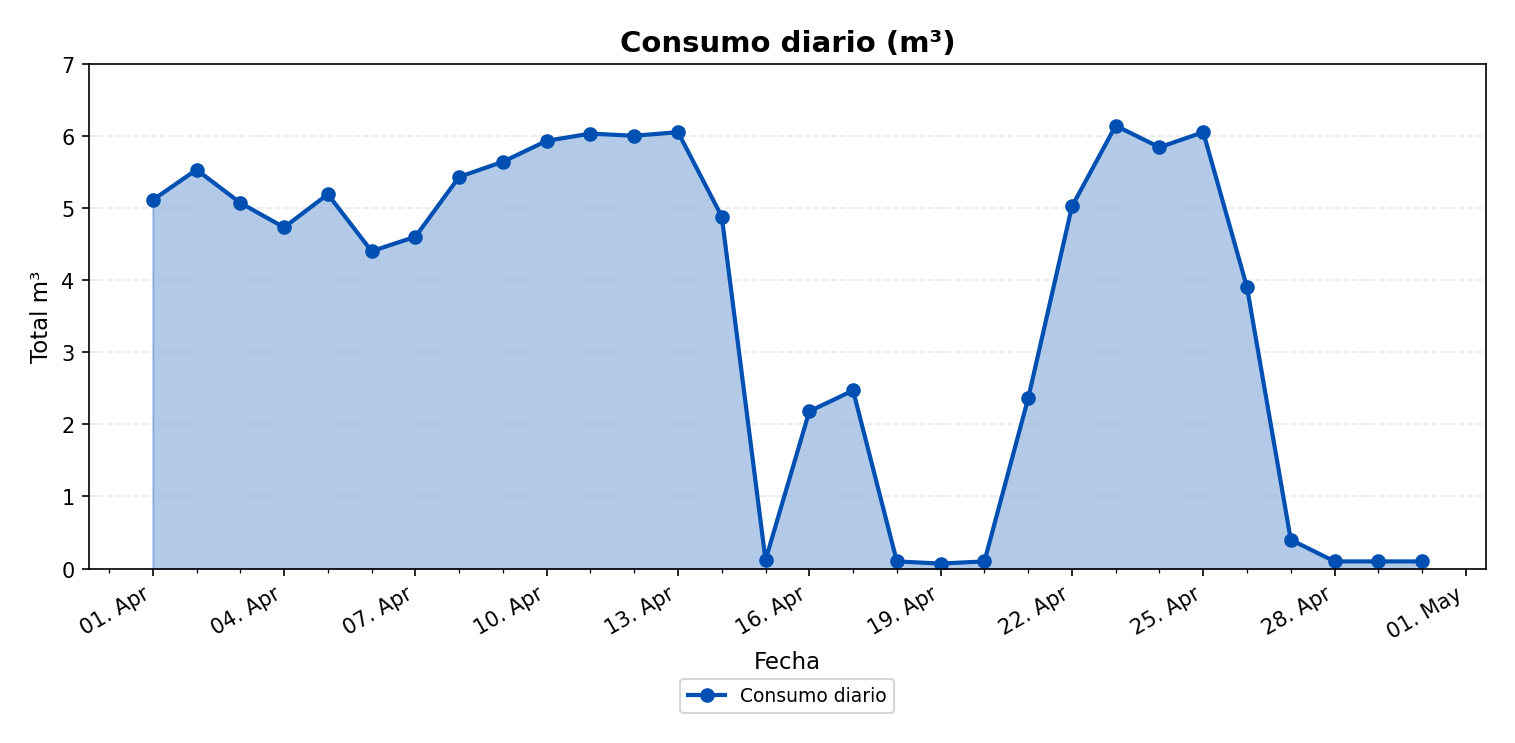 Consumo diario (m³)
Total m³
7
6
5
4
3
2
1
0
01. Apr
04. Apr
07. Apr
10. Apr
13. Apr
16. Apr
19. Apr
22. Apr
25. Apr
28. Apr
01. May
Fecha
Consumo diario